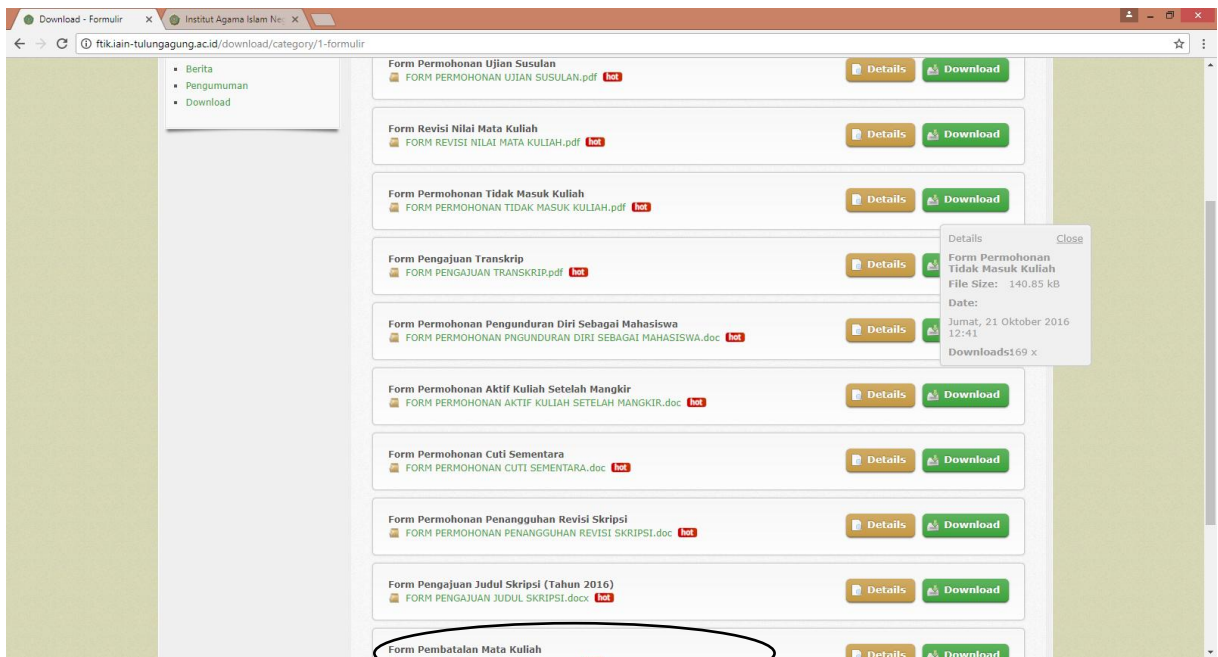 Download - Formulir
Institut Agama Islam Neg
ftik.iain-tulungagung.ac.id/download/category/1-formulir
Berita
Pengumuman
Download
Form Permohonan Ujian Susulan
FORM PERMOHONAN UJIAN SUSULAN.pdf hot
Details Download
Form Revisi Nilai Mata Kuliah
FORM REVISI NILAI MATA KULIAH.pdf hot
Details Download
Form Permohonan Tidak Masuk Kuliah
FORM PERMOHONAN TIDAK MASUK KULIAH.pdf hot
Details Download
Form Pengajuan Transkrip
FORM PENGAJUAN TRANSKRIP.pdf hot
Details
Details Close
Form Permohonan
Tidak Masuk Kuliah
File Size: 140.85 kB
Date:
Jumat, 21 Oktober 2016
12:41
Downloads:169 x
Form Permohonan Pengunduran Diri Sebagai Mahasiswa
FORM PERMOHONAN PNGUNDURAN DIRI SEBAGAI MAHASISWA.doc hot
Details
Form Permohonan Aktif Kuliah Setelah Mangkir
FORM PERMOHONAN AKTIF KULIAH SETELAH MANGKIR.doc hot
Details Download
Form Permohonan Cuti Sementara
FORM PERMOHONAN CUTI SEMENTARA.doc hot
Details Download
Form Permohonan Penangguhan Revisi Skripsi
FORM PERMOHONAN PENANGGUHAN REVISI SKRIPSI.doc hot
Details Download
Form Pengajuan Judul Skripsi (Tahun 2016)
FORM PENGAJUAN JUDUL SKRIPSI.docx hot
Details Download
Form Pembatalan Mata Kuliah
Details Download